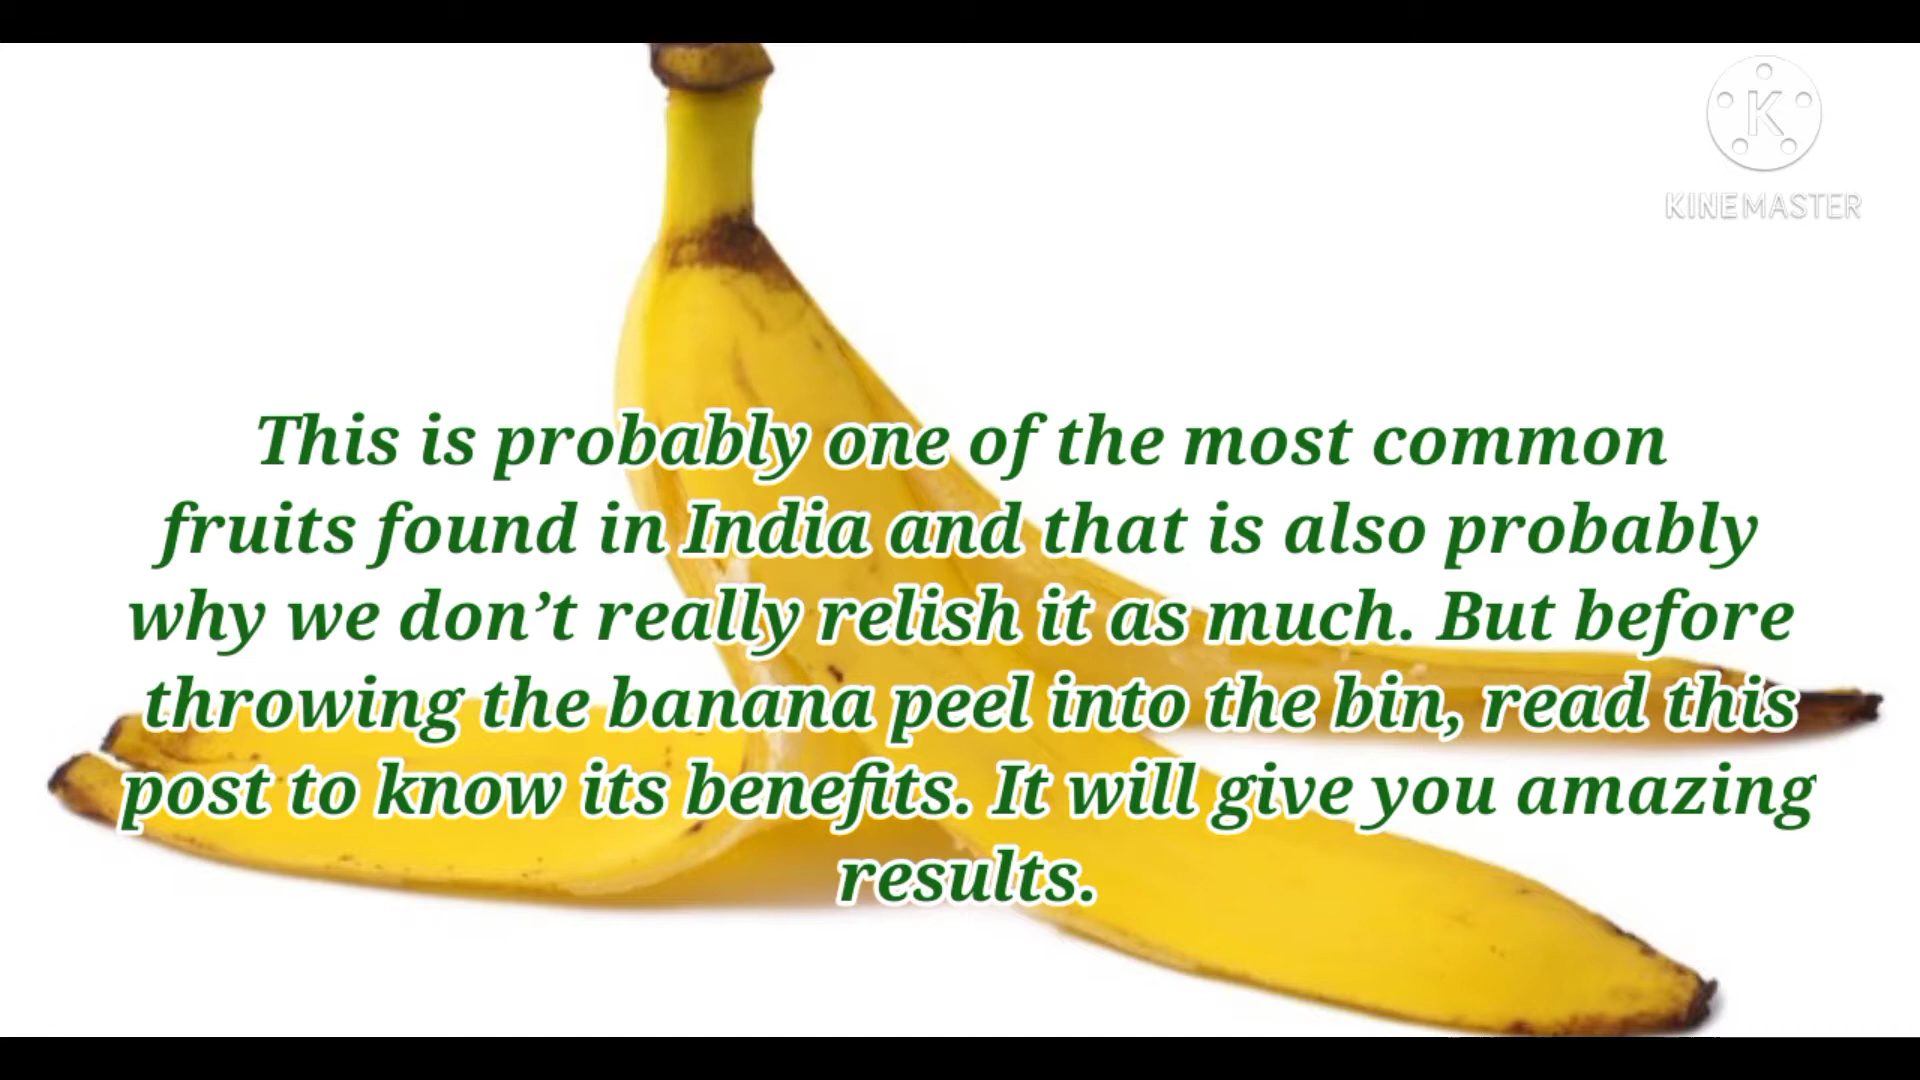 K
KINEMASTER
This is probably one of the most common
fruits found in India and that is also probably
why we don’t really relish it as much. But before
throwing the banana peel into the bin, read this
post to know its benefits. It will give you amazing
results.